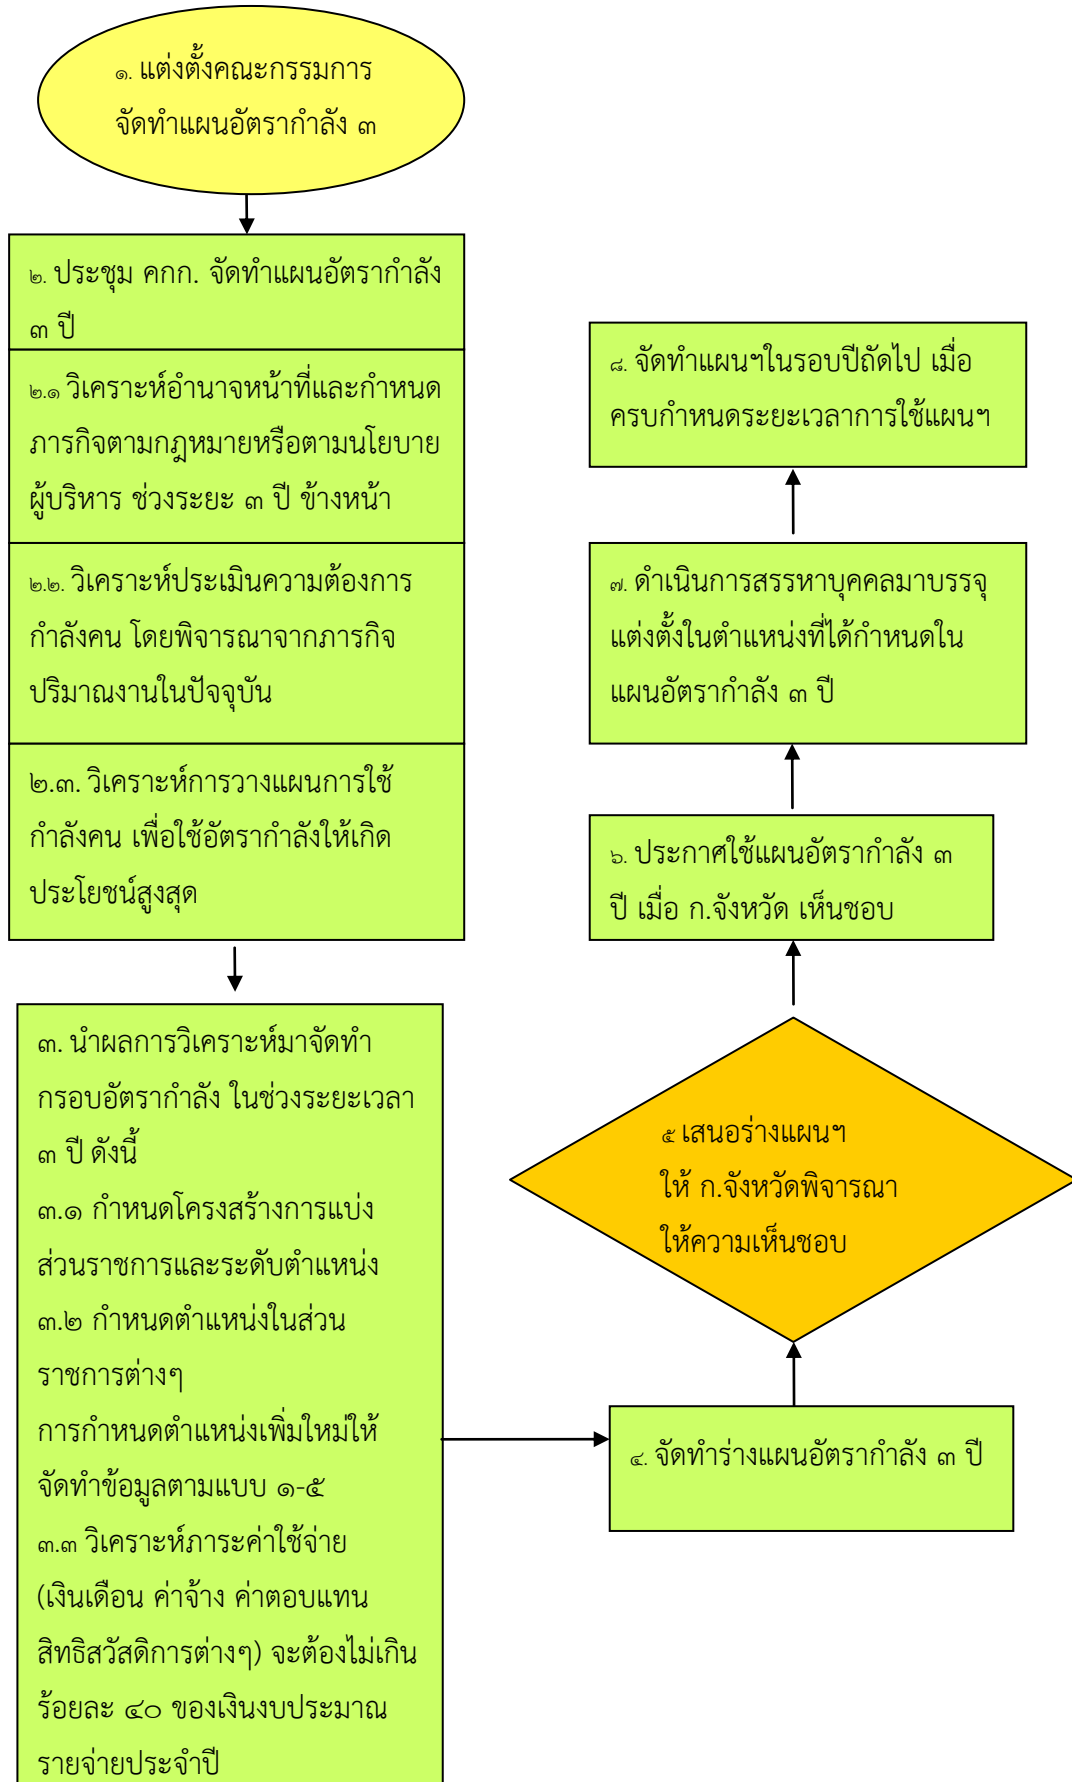 ๑. แต่งตั้งคณะกรรมการ
จัดทำแผนอัตรากำลัง ๓
๒. ประชุม คกก. จัดทำแผนอัตรากำลัง
๓ ปี
๒.๑ วิเคราะห์อำนาจหน้าที่และกำหนด
ภารกิจตามกฎหมายหรือตามนโยบาย
ผู้บริหาร ช่วงระยะ ๓ ปี ข้างหน้า
๒.๒. วิเคราะห์ประเมินความต้องการ
กำลังคน โดยพิจารณาจากภารกิจ
ปริมาณงานในปัจจุบัน
๒.๓. วิเคราะห์การวางแผนการใช้
กำลังคน เพื่อใช้อัตรากำลังให้เกิด
ประโยชน์สูงสุด
๓. นำผลการวิเคราะห์มาจัดทำ
กรอบอัตรากำลัง ในช่วงระยะเวลา
๓ ปี ดังนี้
๓.๑ กำหนดโครงสร้างการแบ่ง
ส่วนราชการและระดับตำแหน่ง
๓.๒ กำหนดตำแหน่งในส่วน
ราชการต่างๆ
การกำหนดตำแหน่งเพิ่มใหม่ให้
จัดทำข้อมูลตามแบบ ๑-๕
๓.๓ วิเคราะห์ภาระค่าใช้จ่าย
(เงินเดือน ค่าจ้าง ค่าตอบแทน
สิทธิสวัสดิการต่างๆ) จะต้องไม่เกิน
ร้อยละ ๔๐ ของเงินงบประมาณ
รายจ่ายประจำปี
๔. จัดทำร่างแผนอัตรากำลัง ๓ ปี
๕ เสนอร่างแผนฯ
ให้ ก.จังหวัดพิจารณา
ให้ความเห็นชอบ
๖. ประกาศใช้แผนอัตรากำลัง ๓
ปี เมื่อ ก.จังหวัด เห็นชอบ
๗. ดำเนินการสรรหาบุคคลมาบรรจุ
แต่งตั้งในตำแหน่งที่ได้กำหนดใน
แผนอัตรากำลัง ๓ ปี
๘. จัดทำแผนฯในรอบปีถัดไป เมื่อ
ครบกำหนดระยะเวลาการใช้แผนฯ